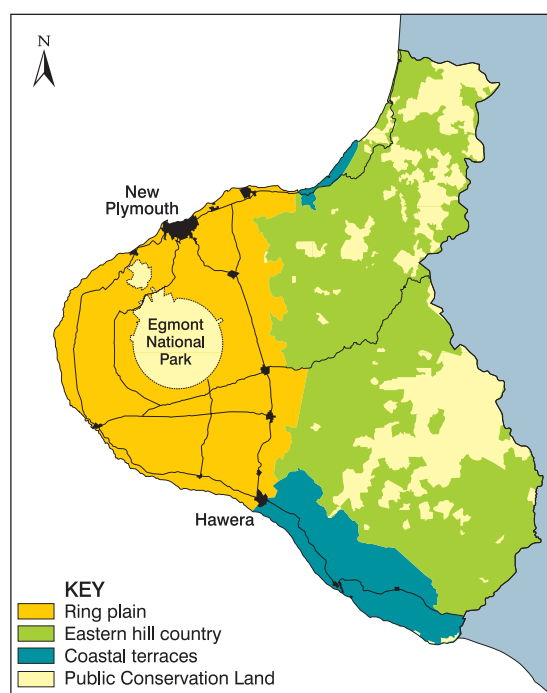 N
New
Plymouth
Egmont
National
Park
Hawera
KEY
Ring plain
Eastern hill country
Coastal terraces
Public Conservation Land